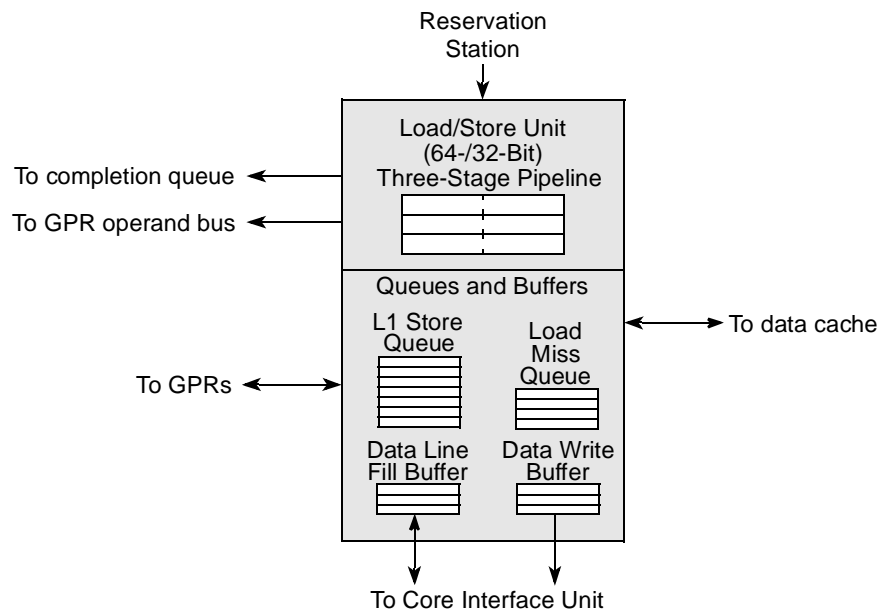 Reservation
Station
Load/Store Unit
(64-/32-Bit)
Three-Stage Pipeline
To completion queue
To GPR operand bus
Queues and Buffers
L1 Store
Queue
Load
Miss
Queue
To data cache
To GPRs
Data Line
Fill Buffer
Data Write
Buffer
To Core Interface Unit